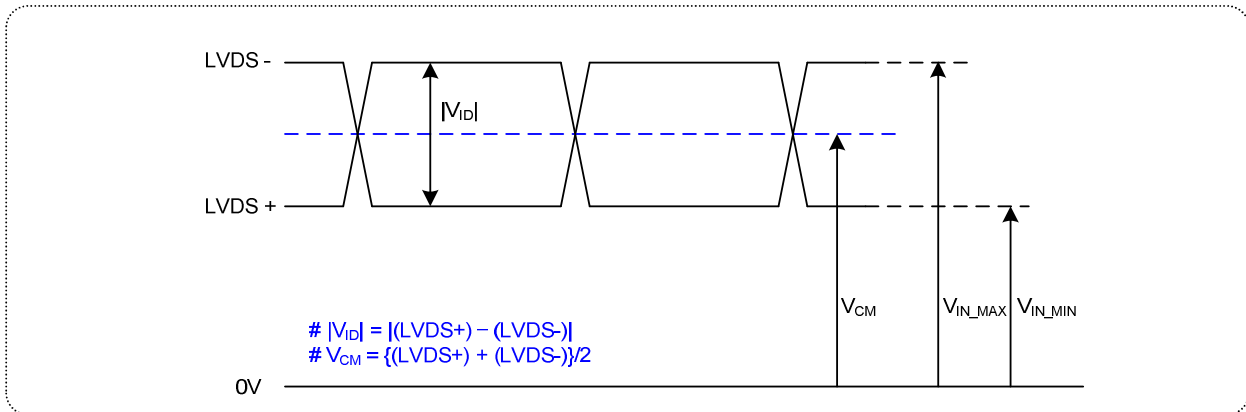 LVDS -
|VID|
LVDS +
VCM
VIN_MAX
VIN_MIN
# |VID| = |(LVDS+) – (LVDS-)|
# VCM = {(LVDS+) + (LVDS-)}/2
0V